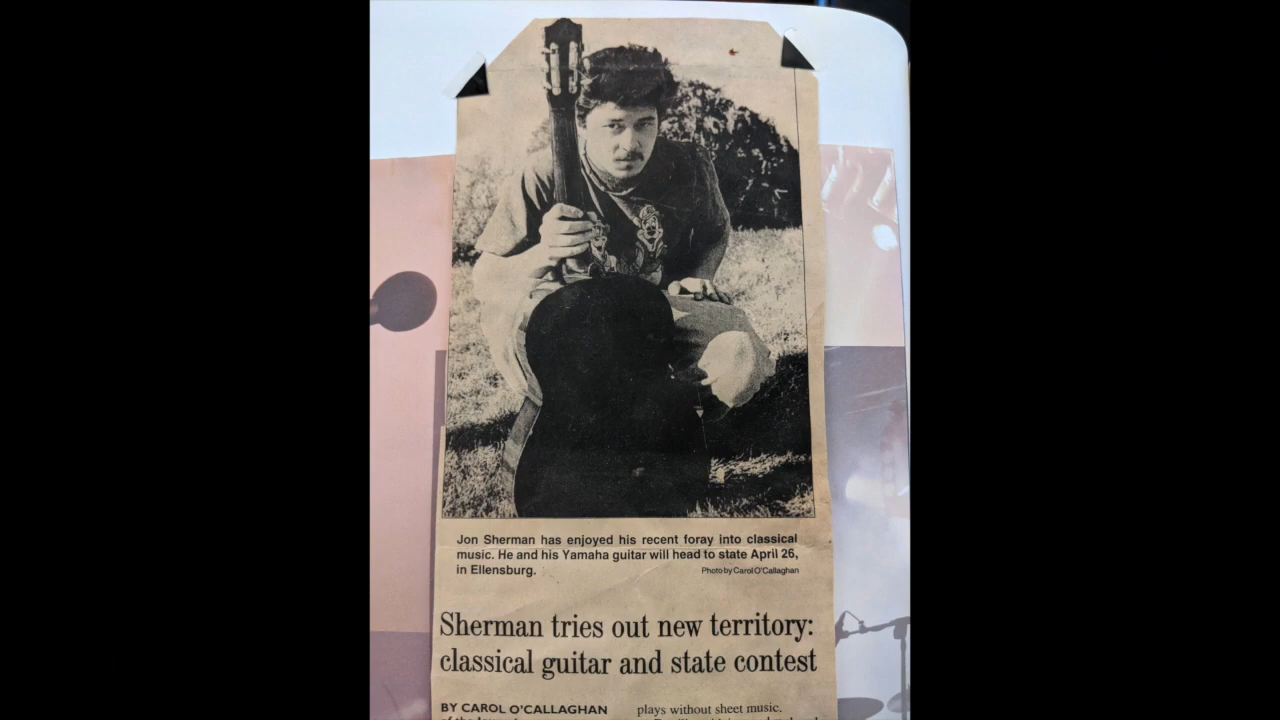 Jon Sherman has enjoyed his recent foray into classical
music. He and his Yamaha guitar will head to state April 26,
in Ellensburg.
Photo by Carol O'Callaghan
Sherman tries out new territory:
classical guitar and state contest
BY CAROL O'CALLAGHAN
plays without sheet music.